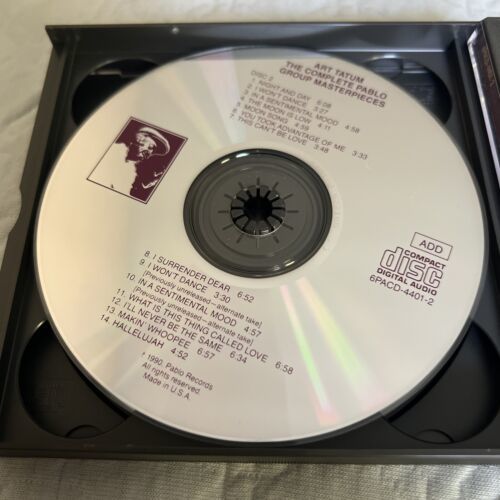 ART TATUM
THE COMPLETE PABLO
GROUP MASTERPIECES
DISC 2
1. NIGHT AND DAY 6:08
2. I WON'T DANCE 3:27
3. IN A SENTIMENTAL MOOD 4:58
4. THE MOON IS LOW 4:11
5. MOON SONG 4:59
6. YOU TOOK ADVANTAGE OF ME 3:33
7. THIS CAN'T BE LOVE 3:48
8. I SURRENDER DEAR 6:52
9. I WON'T DANCE 3:30
[Previously unreleased—alternate take]
10. IN A SENTIMENTAL MOOD 4:57
[Previously unreleased—alternate take]
11. WHAT IS THIS THING CALLED LOVE 6:58
12. I'LL NEVER BE THE SAME 6:34
13. MAKIN' WHOOPEE 6:57
14. HALLELUJAH 4:52
℗ 1990, Pablo Records
All rights reserved.
Made in U.S.A.
ADD
COMPACT
disc
DIGITAL AUDIO
6PACD-4401-2